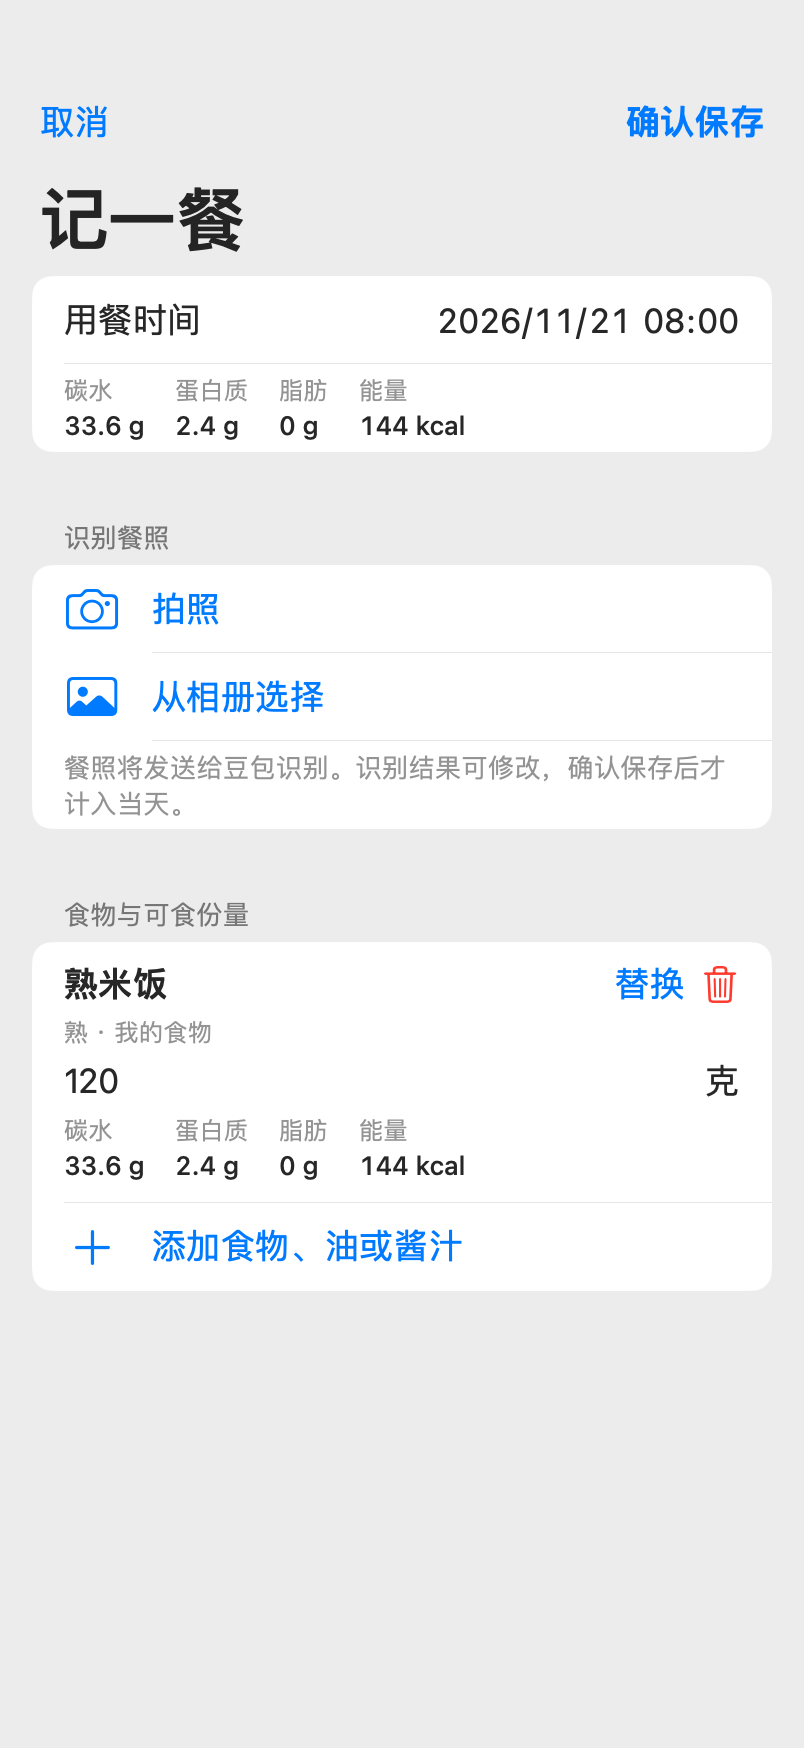 取消
确认保存
记一餐
用餐时间 2026/11/21 08:00
碳水 蛋白质 脂肪 能量
33.6 g 2.4 g 0 g 144 kcal
识别餐照
拍照
从相册选择
餐照将发送给豆包识别。识别结果可修改，确认保存后才
计入当天。
食物与可食份量
熟米饭 替换
熟 · 我的食物
120 克
碳水 蛋白质 脂肪 能量
33.6 g 2.4 g 0 g 144 kcal
添加食物、油或酱汁